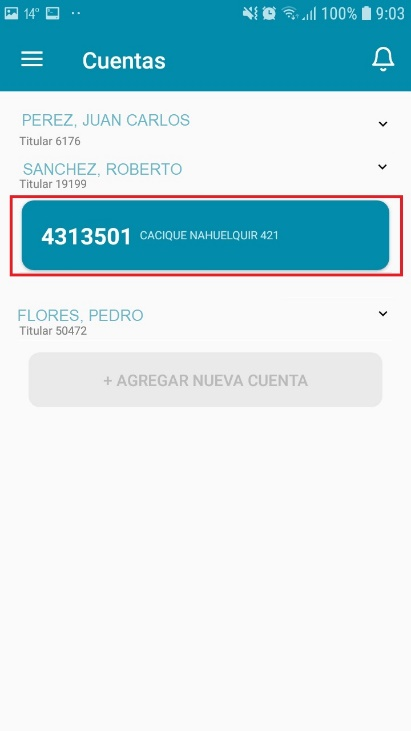 14° 100% 9:03
Cuentas
PEREZ, JUAN CARLOS
Titular 6176
SANCHEZ, ROBERTO
Titular 19199
4313501 CACIQUE NAHUELQUIR 421
FLORES, PEDRO
Titular 50472
+ AGREGAR NUEVA CUENTA